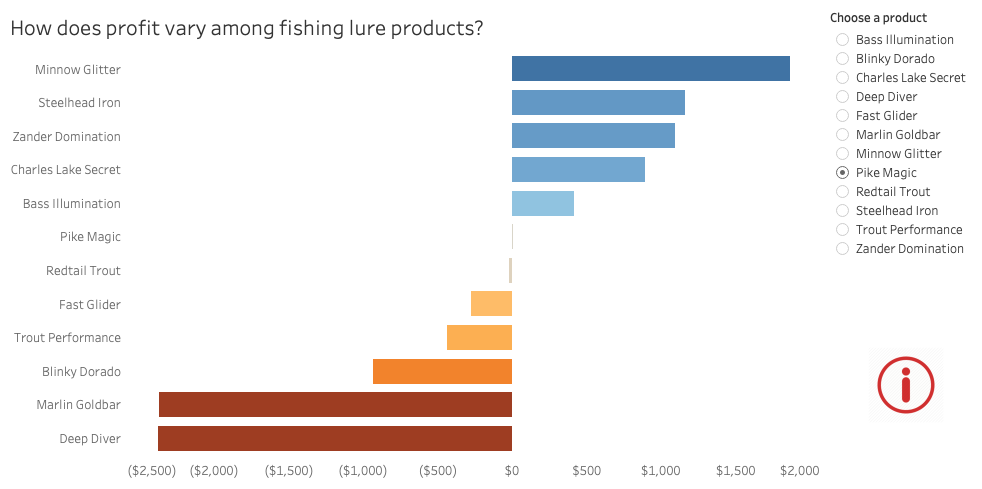 How does profit vary among fishing lure products?
Minnow Glitter
Steelhead Iron
Zander Domination
Charles Lake Secret
Bass Illumination
Pike Magic
Redtail Trout
Fast Glider
Trout Performance
Blinky Dorado
Marlin Goldbar
Deep Diver
($2,500) ($2,000) ($1,500) ($1,000) ($500) $0 $500 $1,000 $1,500 $2,000
Choose a product
Bass Illumination
Blinky Dorado
Charles Lake Secret
Deep Diver
Fast Glider
Marlin Goldbar
Minnow Glitter
Pike Magic
Redtail Trout
Steelhead Iron
Trout Performance
Zander Domination